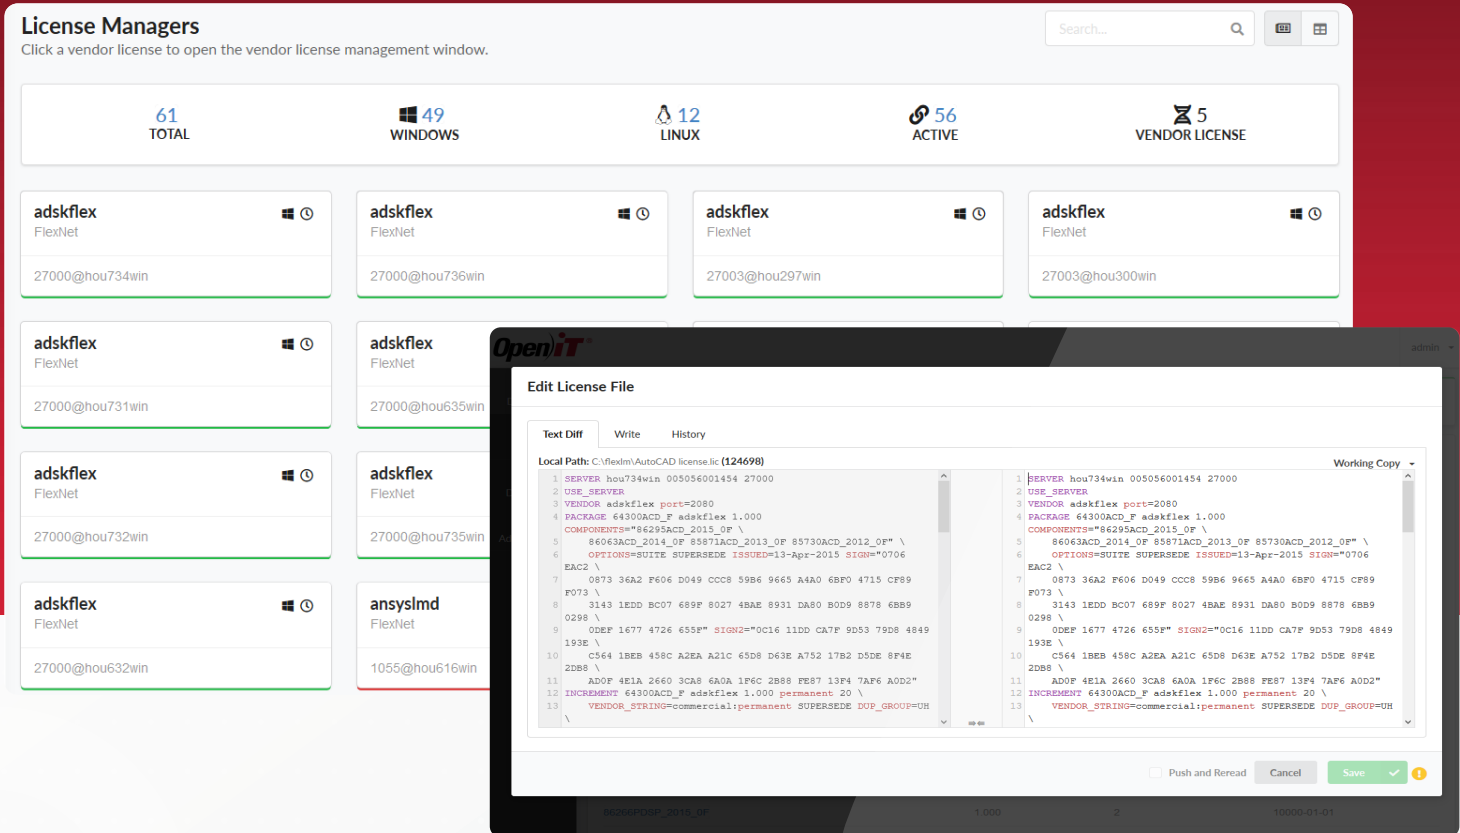 License Managers
Click a vendor license to open the vendor license management window.
Search...
61
TOTAL
49
WINDOWS
12
LINUX
56
ACTIVE
5
VENDOR LICENSE
adskflex
FlexNet
27000@hou734win
adskflex
FlexNet
27000@hou736win
adskflex
FlexNet
27003@hou297win
adskflex
FlexNet
27003@hou300win
adskflex
FlexNet
27000@hou731win
adskflex
FlexNet
27000@hou635win
adskflex
FlexNet
27000@hou732win
adskflex
FlexNet
27000@hou735win
adskflex
FlexNet
27000@hou632win
ansyslmd
FlexNet
1055@hou616win
Open iT
admin
Edit License File
Text Diff Write History
Local Path: C:\flexlm\AutoCAD license.lic (124698)
Working Copy
1 SERVER hou734win 005056001454 27000
2 USE_SERVER
3 VENDOR adskflex port=2080
4 PACKAGE 64300ACD_F adskflex 1.000
COMPONENTS="86295ACD_2015_0F \
5 86063ACD_2014_0F 85871ACD_2013_0F 85730ACD_2012_0F" \
6 OPTIONS=SUITE SUPERSEDE ISSUED=13-Apr-2015 SIGN="0706
EAC2 \
7 0873 36A2 F606 D049 CCC8 59B6 9665 A4A0 6BF0 4715 CF89
F073 \
8 3143 1EDD BC07 689F 8027 4BAE 8931 DA80 B0D9 8878 6BB9
0298 \
9 0DEF 1677 4726 655F" SIGN2="0C16 11DD CA7F 9D53 79D8 4849
193E \
10 C564 1BEB 458C A2EA A21C 65D8 D63E A752 17B2 D5DE 8F4E
2DB8 \
11 AD0F 4E1A 2660 3CA8 6A0A 1F6C 2B88 FE87 13F4 7AF6 A0D2"
12 INCREMENT 64300ACD_F adskflex 1.000 permanent 20 \
13 VENDOR_STRING=commercial:permanent SUPERSEDE DUP_GROUP=UH
\
1 SERVER hou734win 005056001454 27000
2 USE_SERVER
3 VENDOR adskflex port=2080
4 PACKAGE 64300ACD_F adskflex 1.000
COMPONENTS="86295ACD_2015_0F \
5 86063ACD_2014_0F 85871ACD_2013_0F 85730ACD_2012_0F" \
6 OPTIONS=SUITE SUPERSEDE ISSUED=13-Apr-2015 SIGN="0706
EAC2 \
7 0873 36A2 F606 D049 CCC8 59B6 9665 A4A0 6BF0 4715 CF89
F073 \
8 3143 1EDD BC07 689F 8027 4BAE 8931 DA80 B0D9 8878 6BB9
0298 \
9 0DEF 1677 4726 655F" SIGN2="0C16 11DD CA7F 9D53 79D8 4849
193E \
10 C564 1BEB 458C A2EA A21C 65D8 D63E A752 17B2 D5DE 8F4E
2DB8 \
11 AD0F 4E1A 2660 3CA8 6A0A 1F6C 2B88 FE87 13F4 7AF6 A0D2"
12 INCREMENT 64300ACD_F adskflex 1.000 permanent 20 \
13 VENDOR_STRING=commercial:permanent SUPERSEDE DUP_GROUP=UH
\
Push and Reread Cancel Save
1.000 2 10000-01-01